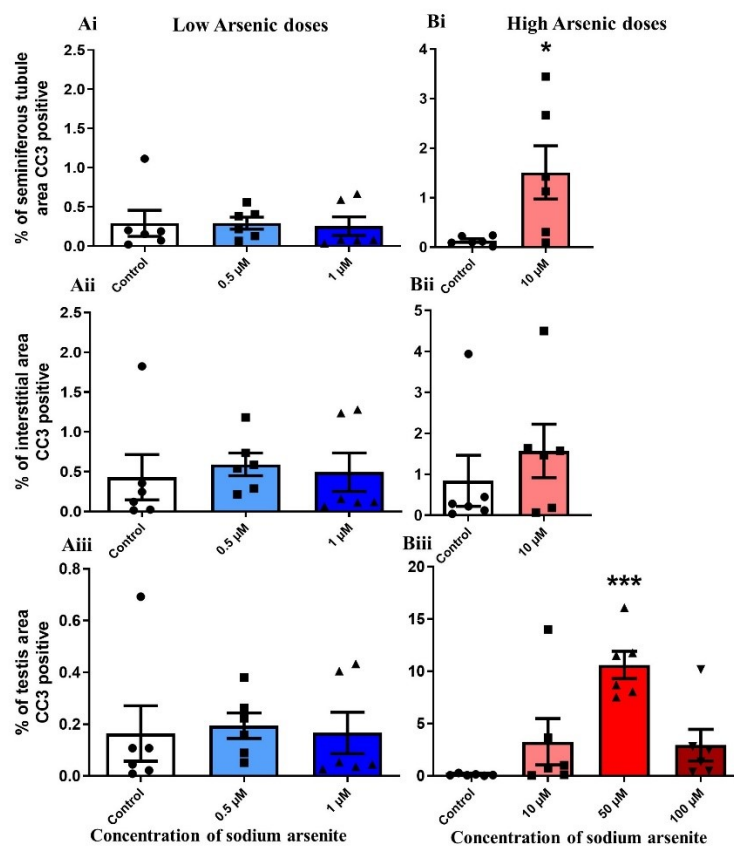 Ai
Low Arsenic doses
Bi
High Arsenic doses
% of seminiferous tubule
area CC3 positive
2.5
2.0
1.5
1.0
0.5
0.0
Control
0.5 µM
1 µM
4
3
2
1
0
*
Control
10 µM
Aii
Bii
% of interstitial area
CC3 positive
2.5
2.0
1.5
1.0
0.5
0.0
Control
0.5 µM
1 µM
5
4
3
2
1
0
Control
10 µM
Aiii
Biii
% of testis area
CC3 positive
0.8
0.6
0.4
0.2
0.0
Control
0.5 µM
1 µM
20
15
10
5
0
***
Control
10 µM
50 µM
100 µM
Concentration of sodium arsenite
Concentration of sodium arsenite